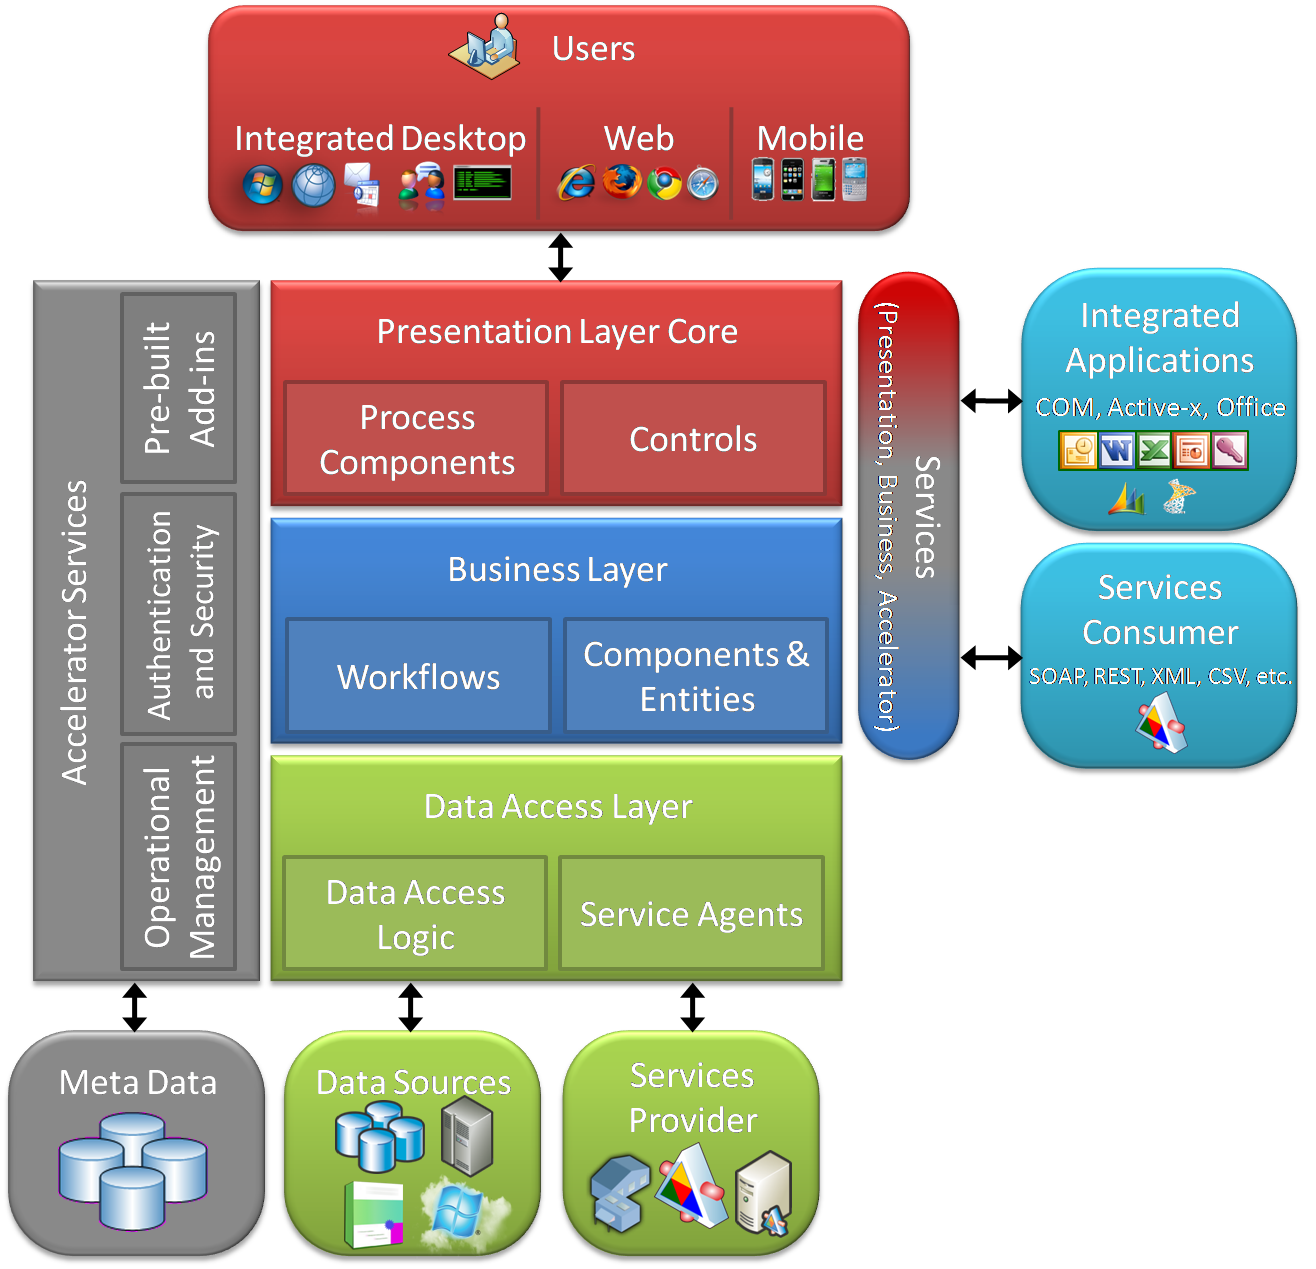 Users
Integrated Desktop
Web
Mobile
Accelerator Services
Pre-built
Add-ins
Authentication
and Security
Operational
Management
Presentation Layer Core
Process
Components
Controls
Business Layer
Workflows
Components &
Entities
Data Access Layer
Data Access
Logic
Service Agents
Services
(Presentation, Business, Accelerator)
Integrated
Applications
COM, Active-x, Office
Services
Consumer
SOAP, REST, XML, CSV, etc.
Meta Data
Data Sources
Services
Provider